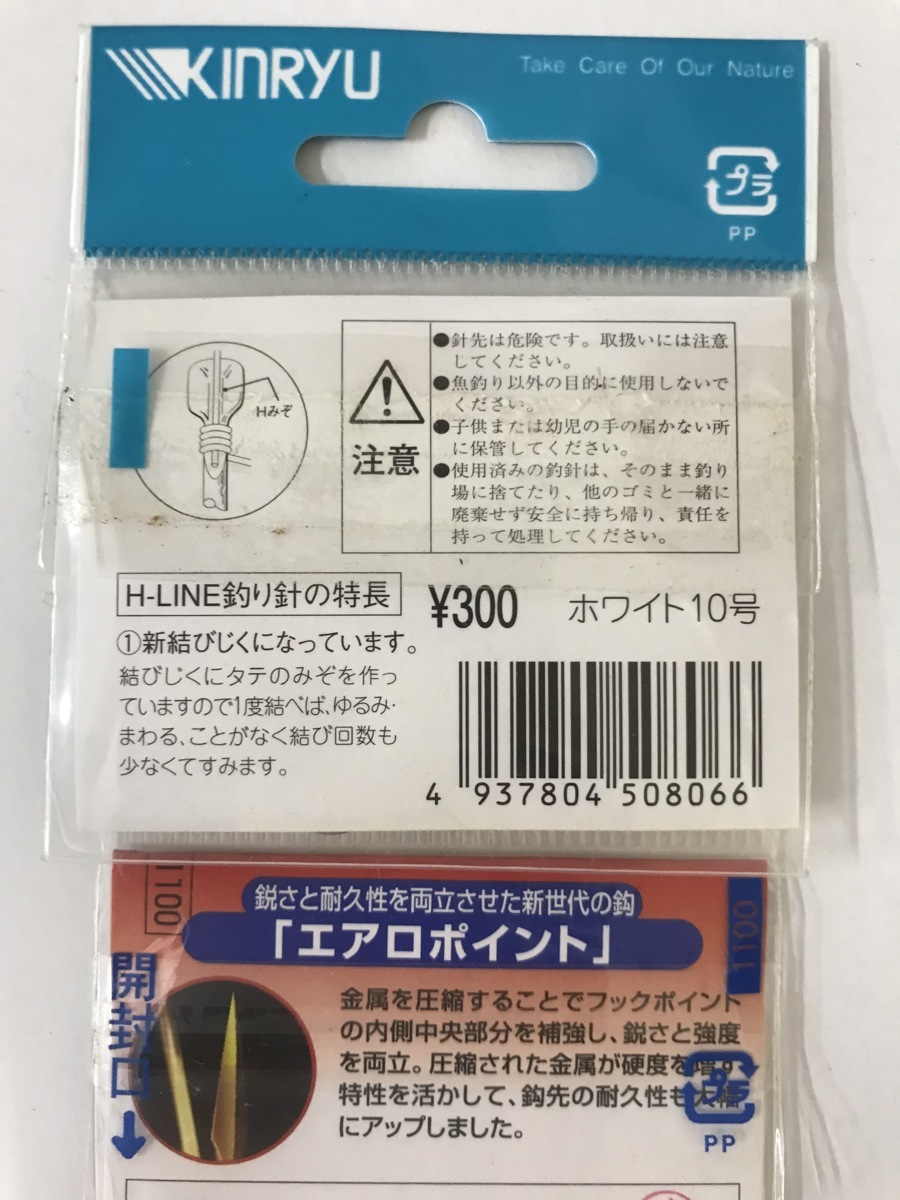 KINRYU
Take Care Of Our Nature
プラ
PP
Hみぞ
注意
●針先は危険です。取扱いには注意
してください。
●魚釣り以外の目的に使用しないで
ください。
●子供または幼児の手の届かない所
に保管してください。
●使用済みの釣針は、そのまま釣り
場に捨てたり、他のゴミと一緒に
廃棄せず安全に持ち帰り、責任を
持って処理してください。
H-LINE釣り針の特長
¥300
ホワイト10号
①新結びじくになっています。
結びじくにタテのみぞを作っ
ていますので1度結べば、ゆるみ・
まわる、ことがなく結び回数も
少なくてすみます。
4 937804 508066
1100
鋭さと耐久性を両立させた新世代の鈎
「エアロポイント」
1100
開封口
金属を圧縮することでフックポイント
の内側中央部分を補強し、鋭さと強度
を両立。圧縮された金属が硬度を増す
特性を活かして、鈎先の耐久性も大幅
にアップしました。
プラ
PP